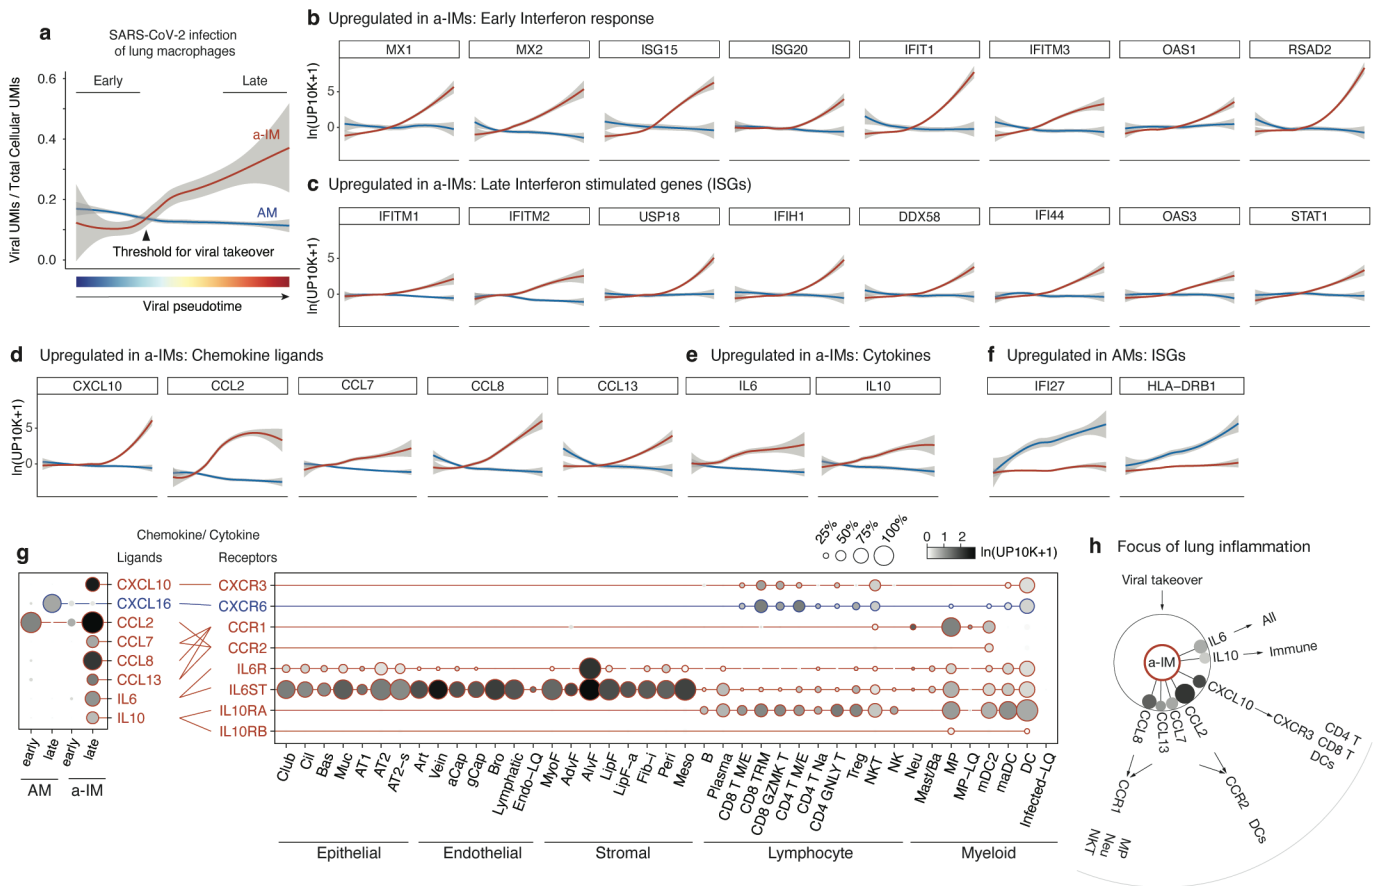 a
SARS-CoV-2 infection
of lung macrophages
Viral UMIs / Total Cellular UMIs
0.6
0.4
0.2
0.0
Early
Late
a-IM
AM
Threshold for viral takeover
Viral pseudotime
b Upregulated in a-IMs: Early Interferon response
MX1 MX2 ISG15 ISG20 IFIT1 IFITM3 OAS1 RSAD2
ln(UP10K+1)
5
0
c Upregulated in a-IMs: Late Interferon stimulated genes (ISGs)
IFITM1 IFITM2 USP18 IFIH1 DDX58 IFI44 OAS3 STAT1
ln(UP10K+1)
5
0
d Upregulated in a-IMs: Chemokine ligands
CXCL10 CCL2 CCL7 CCL8 CCL13
ln(UP10K+1)
5
0
e Upregulated in a-IMs: Cytokines
IL6 IL10
f Upregulated in AMs: ISGs
IFI27 HLA−DRB1
g
Chemokine/ Cytokine
Ligands Receptors
25% 50% 75% 100%
0 1 2
ln(UP10K+1)
CXCL10 CXCR3
CXCL16 CXCR6
CCL2 CCR1
CCL7 CCR2
CCL8 IL6R
CCL13 IL6ST
IL6 IL10RA
IL10 IL10RB
early late early late
AM a-IM
Club Cil Bas Muc AT1 AT2 AT2-s Art Vein aCap gCap Bro Lymphatic Endo-LQ MyoF AdvF AlvF LipF LipF-a Fib-i Peri Meso B Plasma CD8 T M/E CD8 TRM CD8 GZMK T CD4 T M/E CD4 T Na CD4 GNLY T Treg NKT NK Neu Mast/Ba MP MP-LQ mDC2 maDC DC Infected-LQ
Epithelial Endothelial Stromal Lymphocyte Myeloid
h Focus of lung inflammation
Viral takeover
a-IM
IL6 All
IL10 Immune
CXCL10 CXCR3 CD4 T
CD8 T
DCs
CCL2
CCL7
CCL13
CCL8
CCR2 DCs
CCR1
MP
Neu
NKT